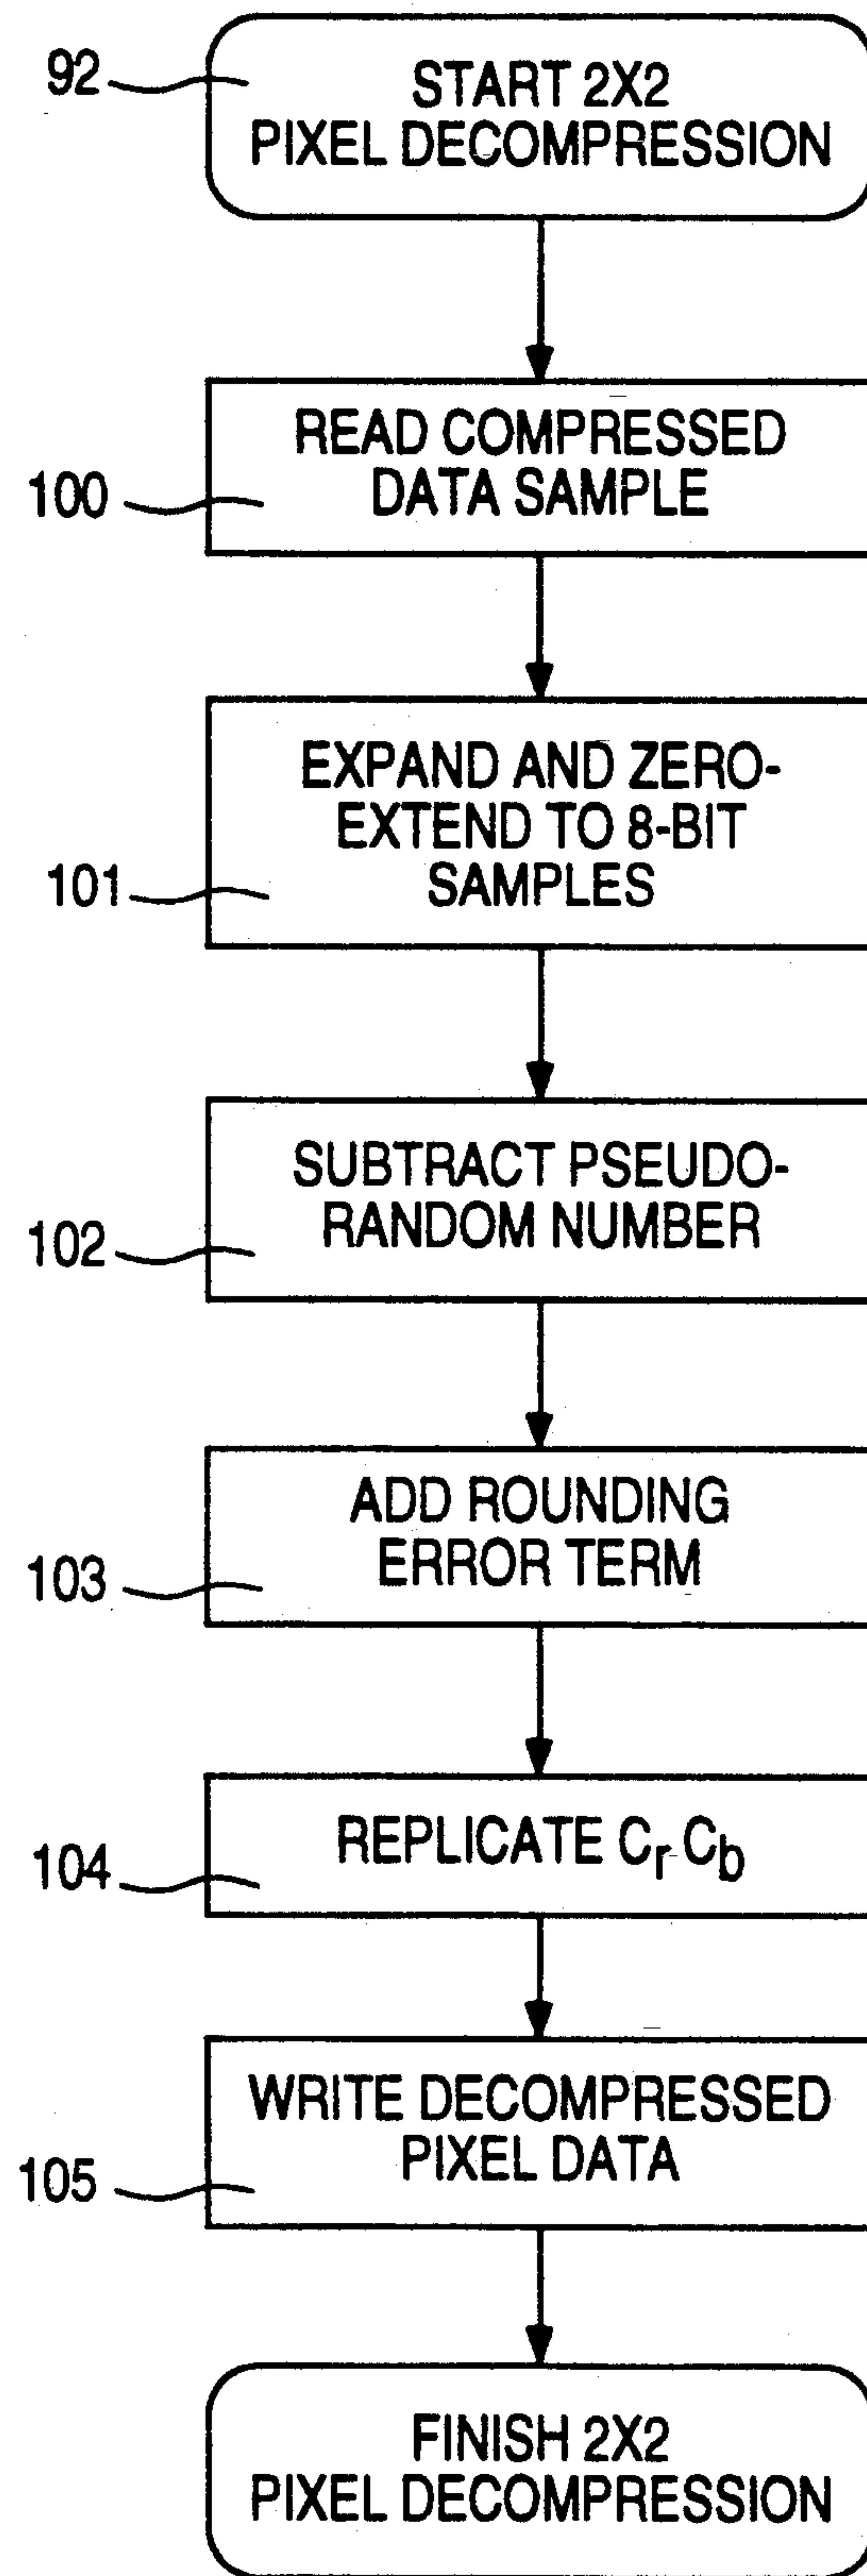 92
START 2X2
PIXEL DECOMPRESSION
READ COMPRESSED
DATA SAMPLE
100
EXPAND AND ZERO-
EXTEND TO 8-BIT
SAMPLES
101
SUBTRACT PSEUDO-
RANDOM NUMBER
102
ADD ROUNDING
ERROR TERM
103
REPLICATE Cr Cb
104
WRITE DECOMPRESSED
PIXEL DATA
105
FINISH 2X2
PIXEL DECOMPRESSION